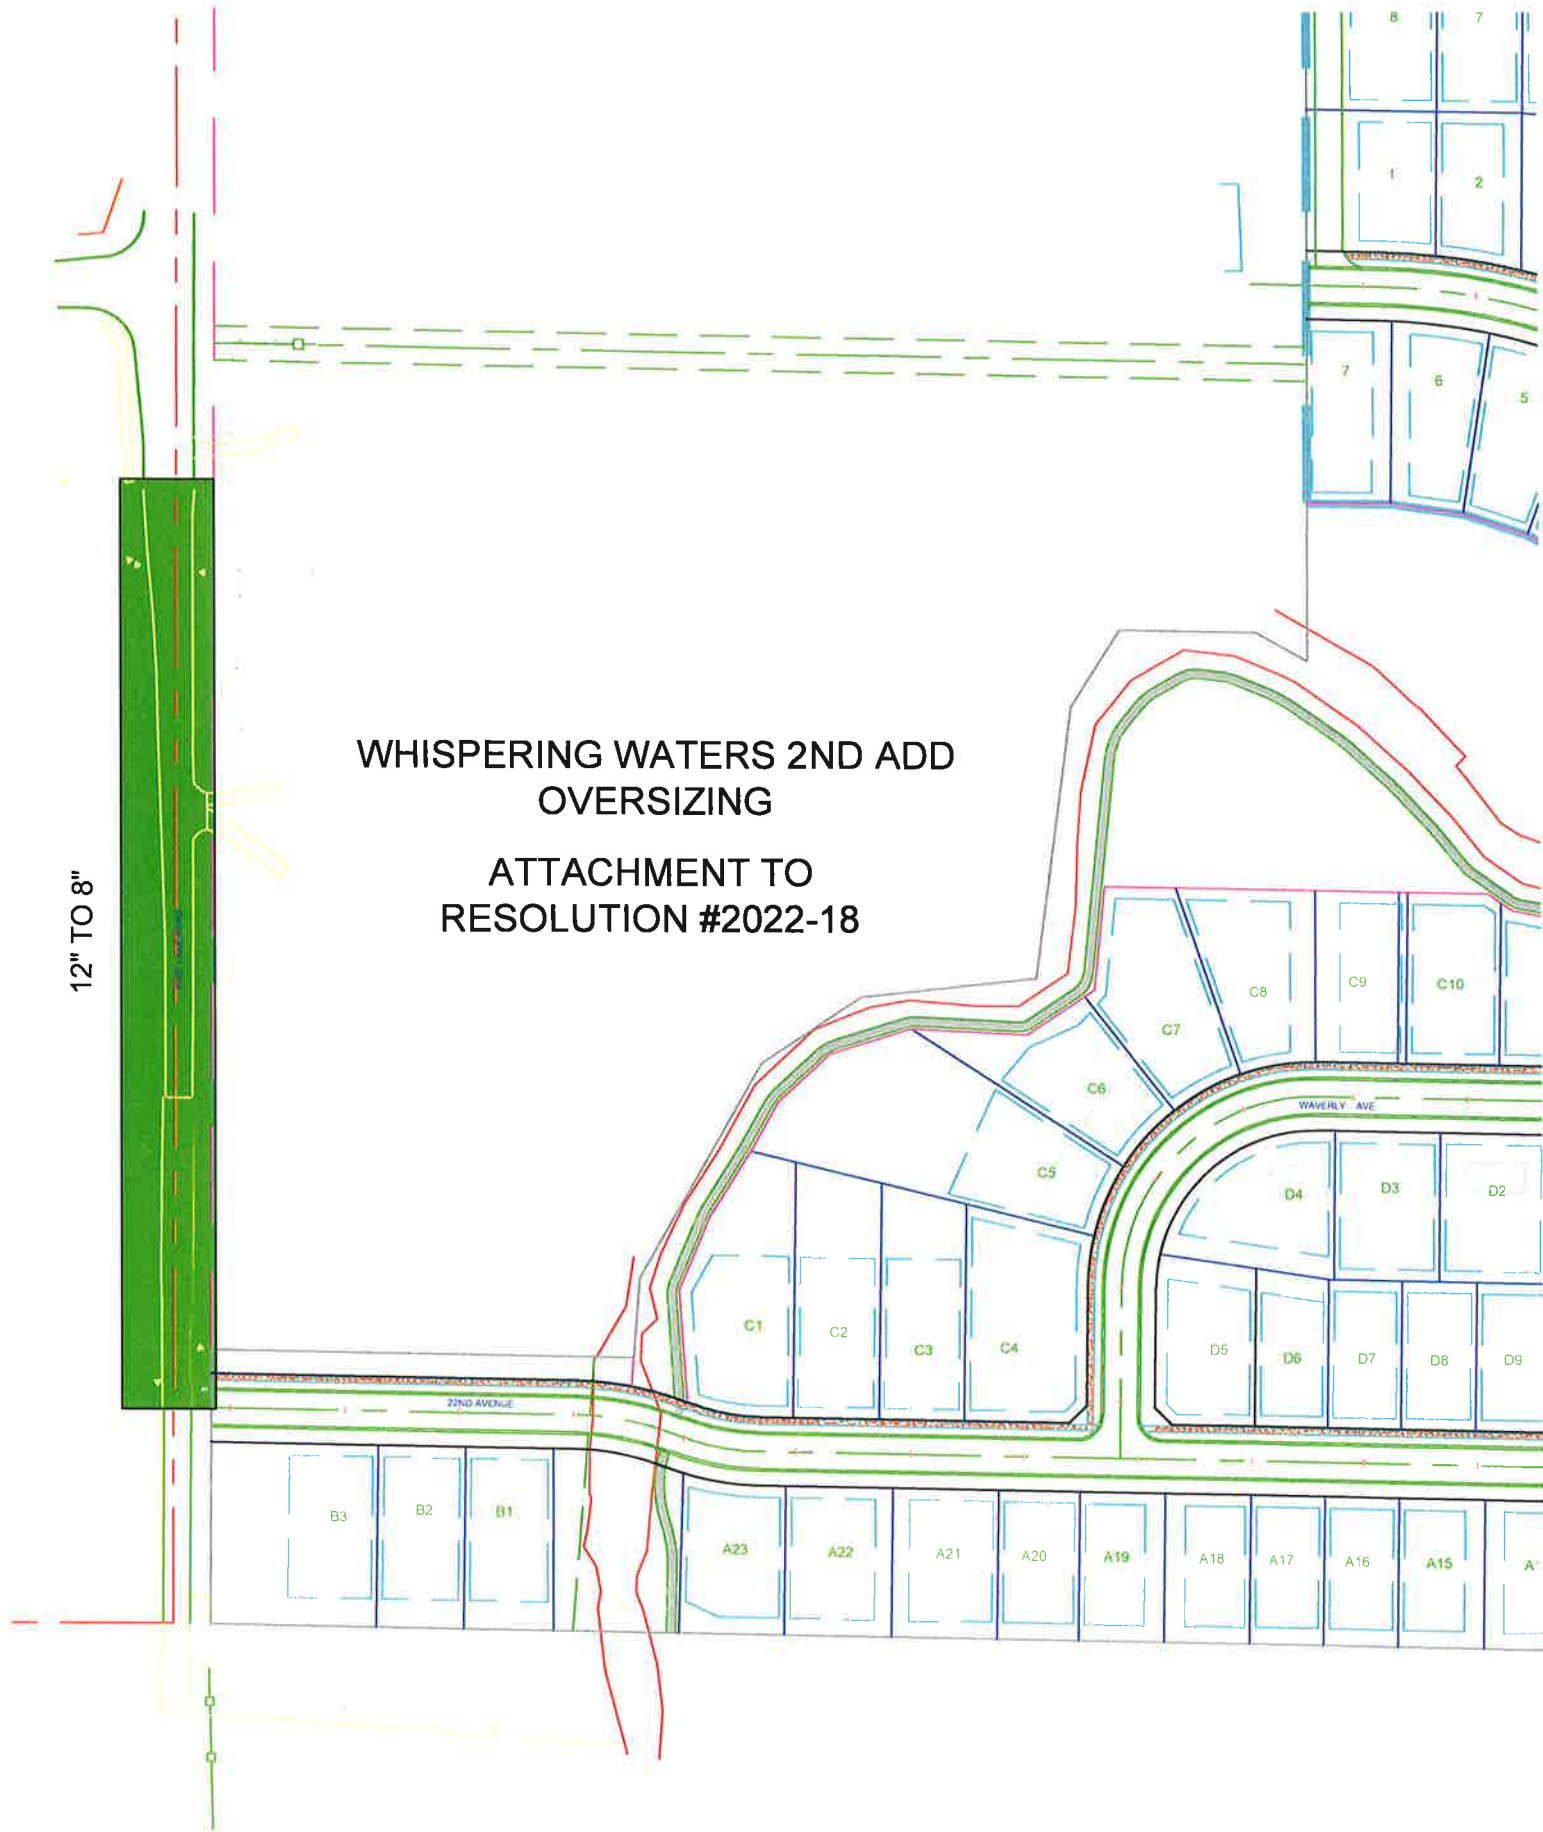 8 7
1 2
7 6 5
WHISPERING WATERS 2ND ADD
OVERSIZING
ATTACHMENT TO
RESOLUTION #2022-18
12" TO 8"
C7 C8 C9 C10
C6
C5
WAVERLY AVE
D4 D3 D2
C1 C2 C3 C4
D5 D6 D7 D8 D9
22ND AVENUE
B3 B2 B1
A23 A22 A21 A20 A19 A18 A17 A16 A15